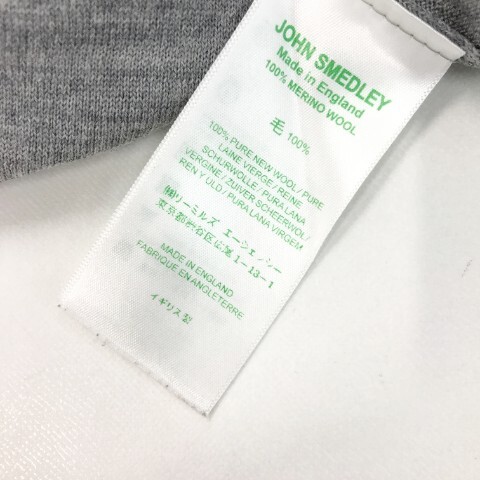 JOHN SMEDLEY
Made in England
100% MERINO WOOL
毛 100%
100% PURE NEW WOOL/PURE
LAINE VIERGE/REINE
SCHURWOLLE/PURA LANA
VERGINE/ZUIVER SCHEERWOL/
REN Y ULD/PURA LANA VIRGEM
㈱リーミルズ エージェンシー
東京都渋谷区広尾1-13-1
MADE IN ENGLAND
FABRIQUE EN ANGLETERRE
イギリス製